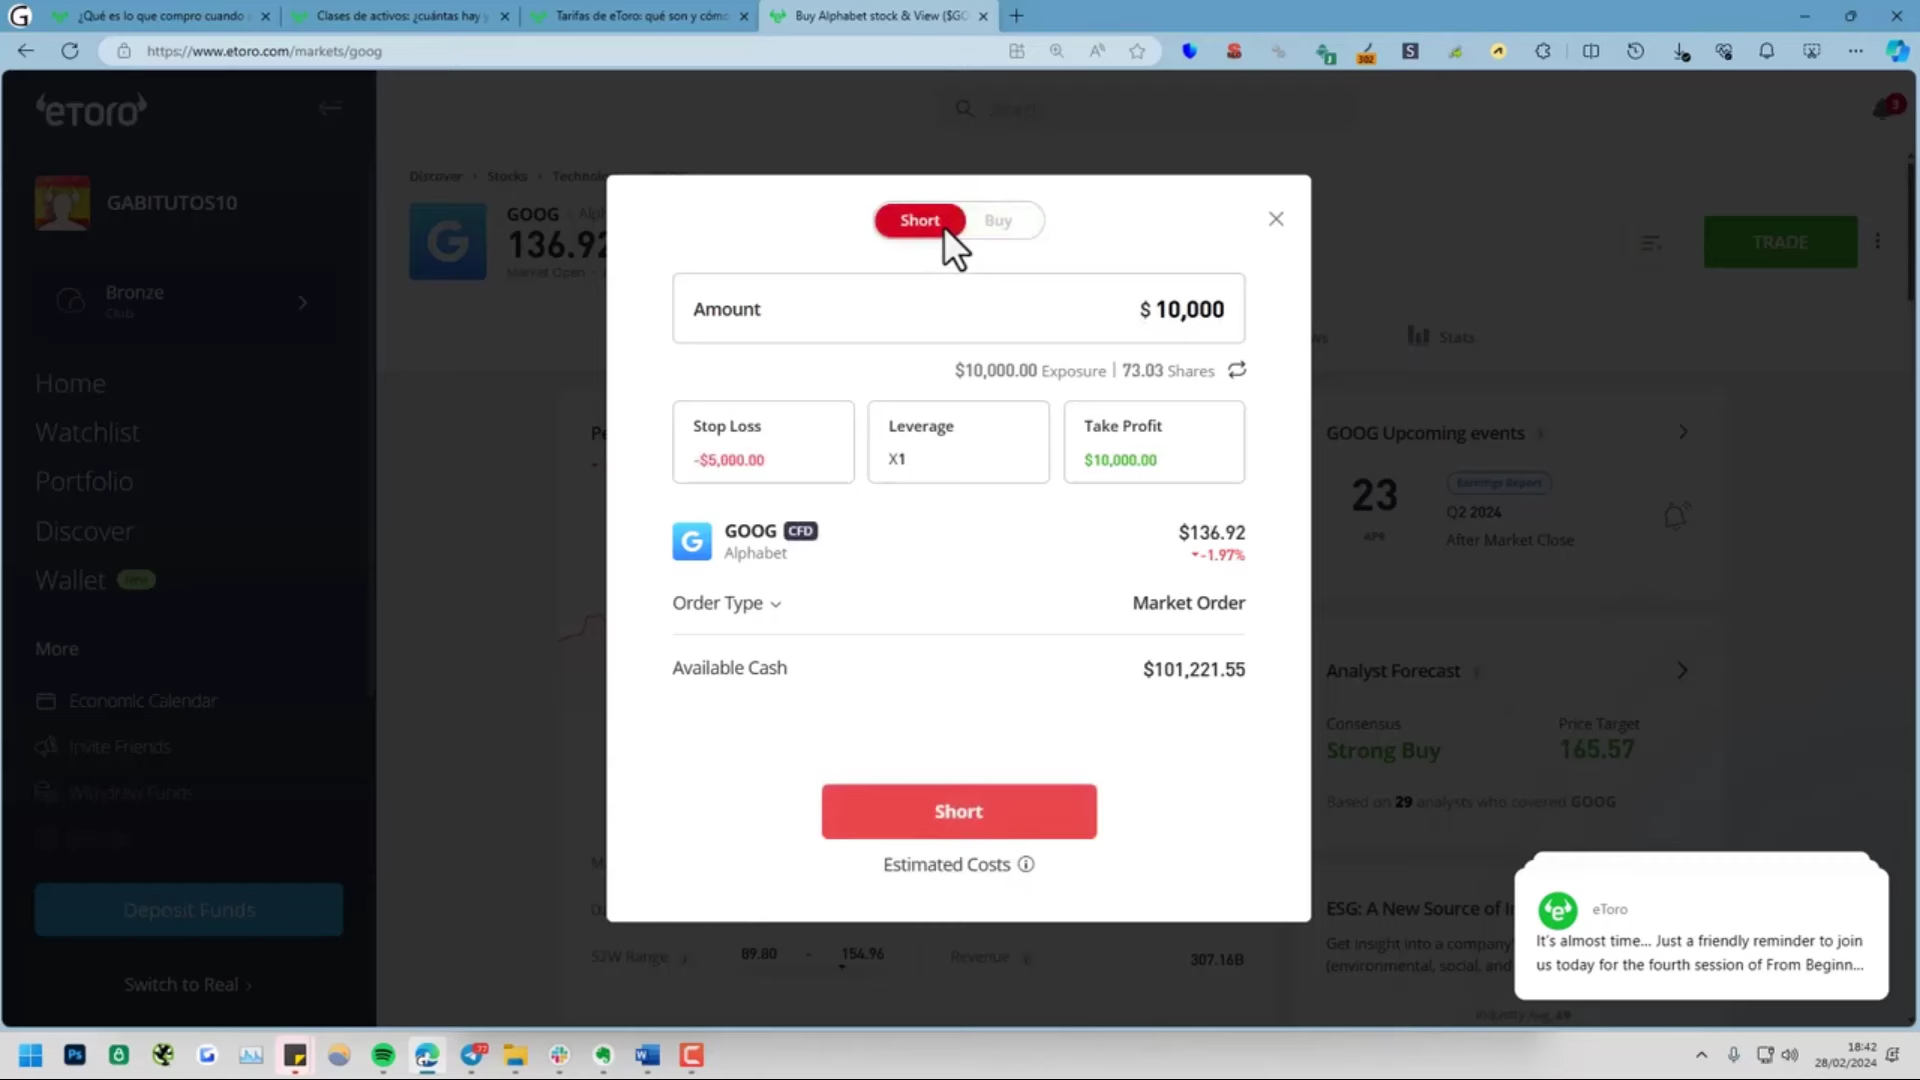 ¿Qué es lo que compro cuando
Clases de activos: ¿cuántas hay y
Tarifas de eToro: qué son y cómo
Buy Alphabet stock & View ($GO
https://www.etoro.com/markets/goog
302
eToro
3
GABITUTOS10
Bronze
Club
Home
Watchlist
Portfolio
Discover
Wallet
New
More
Economic Calendar
Invite Friends
Withdraw Funds
Deposit Funds
Switch to Real ›
Discover › Stocks ›
GOOG
136.92
Market Open
TRADE
Stats
Short
Buy
Amount
$ 10,000
$10,000.00 Exposure | 73.03 Shares
Stop Loss
-$5,000.00
Leverage
X1
Take Profit
$10,000.00
GOOG CFD
Alphabet
$136.92
-1.97%
Order Type
Market Order
Available Cash
$101,221.55
Short
Estimated Costs
GOOG Upcoming events
23
APR
Earnings Report
Q2 2024
After Market Close
Analyst Forecast
Consensus
Strong Buy
Price Target
165.57
Based on 29 analysts who covered GOOG
ESG: A New Source of
Get insight into a company
(environmental, social, and
52W Range
89.80 - 154.96
Revenue
307.16B
eToro
It's almost time... Just a friendly reminder to join
us today for the fourth session of From Beginn...
77
18:42
28/02/2024